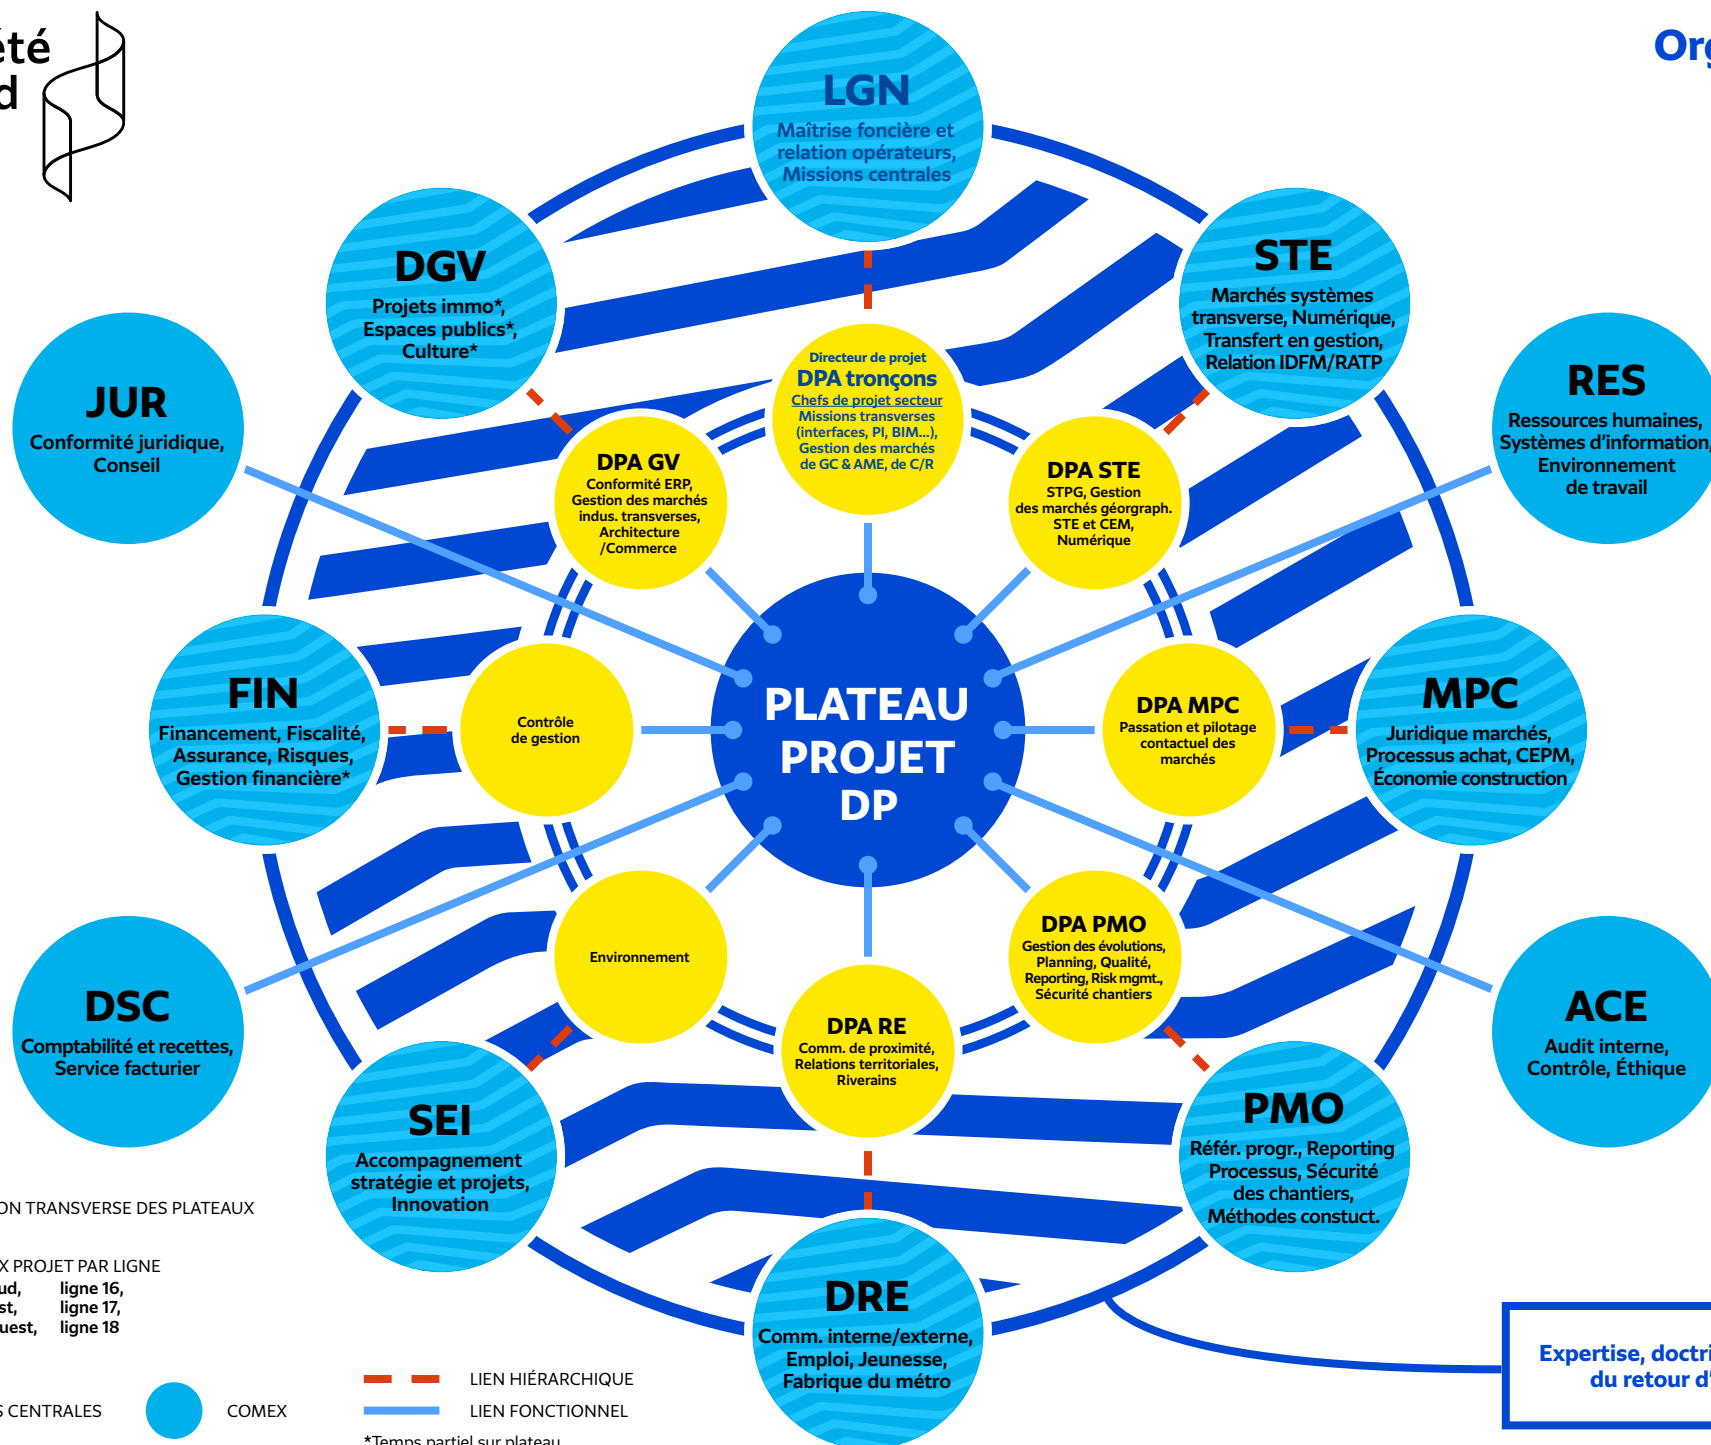 été
d
Org
LGN
Maîtrise foncière et
relation opérateurs,
Missions centrales
DGV
Projets immo*,
Espaces publics*,
Culture*
STE
Marchés systèmes
transverse, Numérique,
Transfert en gestion,
Relation IDFM/RATP
JUR
Conformité juridique,
Conseil
RES
Ressources humaines,
Systèmes d'information,
Environnement
de travail
Directeur de projet
DPA tronçons
Chefs de projet secteur
Missions transverses
(interfaces, PI, BIM...),
Gestion des marchés
de GC & AME, de C/R
DPA GV
Conformité ERP,
Gestion des marchés
indus. transverses,
Architecture
/Commerce
DPA STE
STPG, Gestion
des marchés géorgraph.
STE et CEM,
Numérique
FIN
Financement, Fiscalité,
Assurance, Risques,
Gestion financière*
Contrôle
de gestion
PLATEAU
PROJET
DP
DPA MPC
Passation et pilotage
contactuel des
marchés
MPC
Juridique marchés,
Processus achat, CEPM,
Économie construction
Environnement
DPA PMO
Gestion des évolutions,
Planning, Qualité,
Reporting, Risk mgmt.,
Sécurité chantiers
DSC
Comptabilité et recettes,
Service facturier
DPA RE
Comm. de proximité,
Relations territoriales,
Riverains
ACE
Audit interne,
Contrôle, Éthique
SEI
Accompagnement
stratégie et projets,
Innovation
PMO
Référ. progr., Reporting
Processus, Sécurité
des chantiers,
Méthodes constuct.
DRE
Comm. interne/externe,
Emploi, Jeunesse,
Fabrique du métro
ON TRANSVERSE DES PLATEAUX
X PROJET PAR LIGNE
ud, ligne 16,
st, ligne 17,
uest, ligne 18
S CENTRALES
COMEX
LIEN HIÉRARCHIQUE
LIEN FONCTIONNEL
*Temps partiel sur plateau
Expertise, doctri
du retour d'